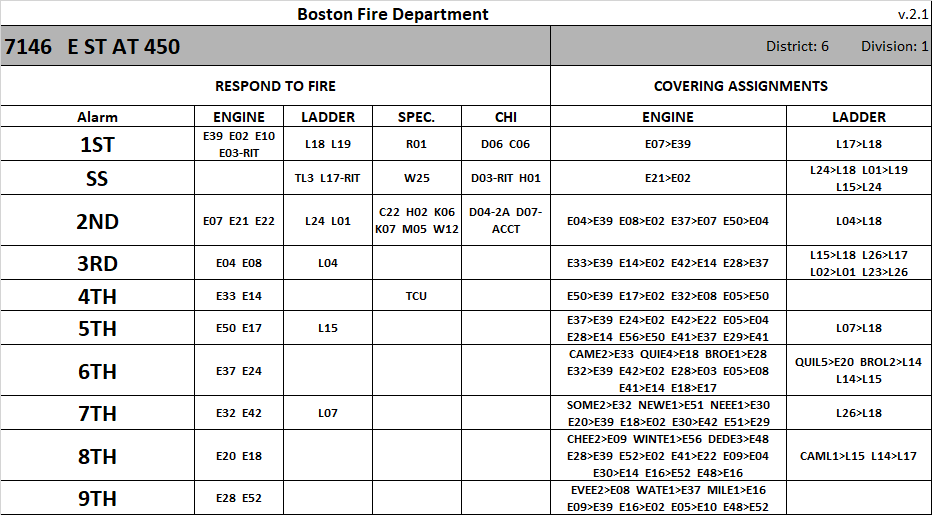 Boston Fire Department v.2.1
7146 E ST AT 450 District: 6 Division: 1
RESPOND TO FIRE COVERING ASSIGNMENTS
Alarm ENGINE LADDER SPEC. CHI ENGINE LADDER
1ST E39 E02 E10 L18 L19 R01 D06 C06 E07>E39 L17>L18
E03-RIT
SS TL3 L17-RIT W25 D03-RIT H01 E21>E02 L24>L18 L01>L19
L15>L24
2ND E07 E21 E22 L24 L01 C22 H02 K06 D04-2A D07- E04>E39 E08>E02 E37>E07 E50>E04 L04>L18
K07 M05 W12 ACCT
3RD E04 E08 L04 E33>E39 E14>E02 E42>E14 E28>E37 L15>L18 L26>L17
L02>L01 L23>L26
4TH E33 E14 TCU E50>E39 E17>E02 E32>E08 E05>E50
5TH E50 E17 L15 E37>E39 E24>E02 E42>E22 E05>E04 L07>L18
E28>E14 E56>E50 E41>E37 E29>E41
6TH E37 E24 CAME2>E33 QUIE4>E18 BROE1>E28 QUIL5>E20 BROL2>L14
E32>E39 E42>E02 E28>E03 E05>E08 L14>L15
E41>E14 E18>E17
7TH E32 E42 L07 SOME2>E32 NEWE1>E51 NEEE1>E30 L26>L18
E20>E39 E18>E02 E30>E42 E51>E29
8TH E20 E18 CHEE2>E09 WINTE1>E56 DEDE3>E48 CAML1>L15 L14>L17
E28>E39 E52>E02 E41>E22 E09>E04
E30>E14 E16>E52 E48>E16
9TH E28 E52 EVEE2>E08 WATE1>E37 MILE1>E16
E09>E39 E16>E02 E05>E10 E48>E52